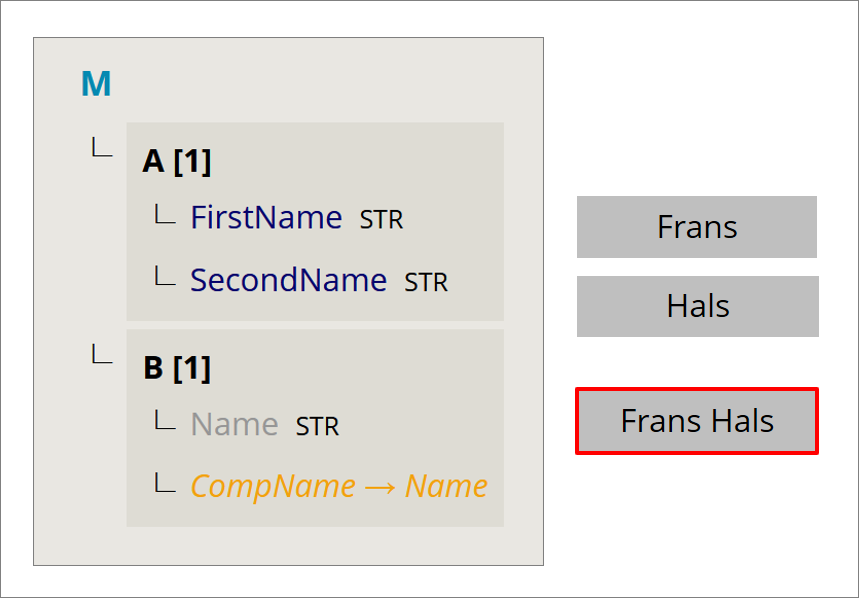 M
A [1]
FirstName STR
Frans
SecondName STR
Hals
B [1]
Name STR
Frans Hals
CompName → Name